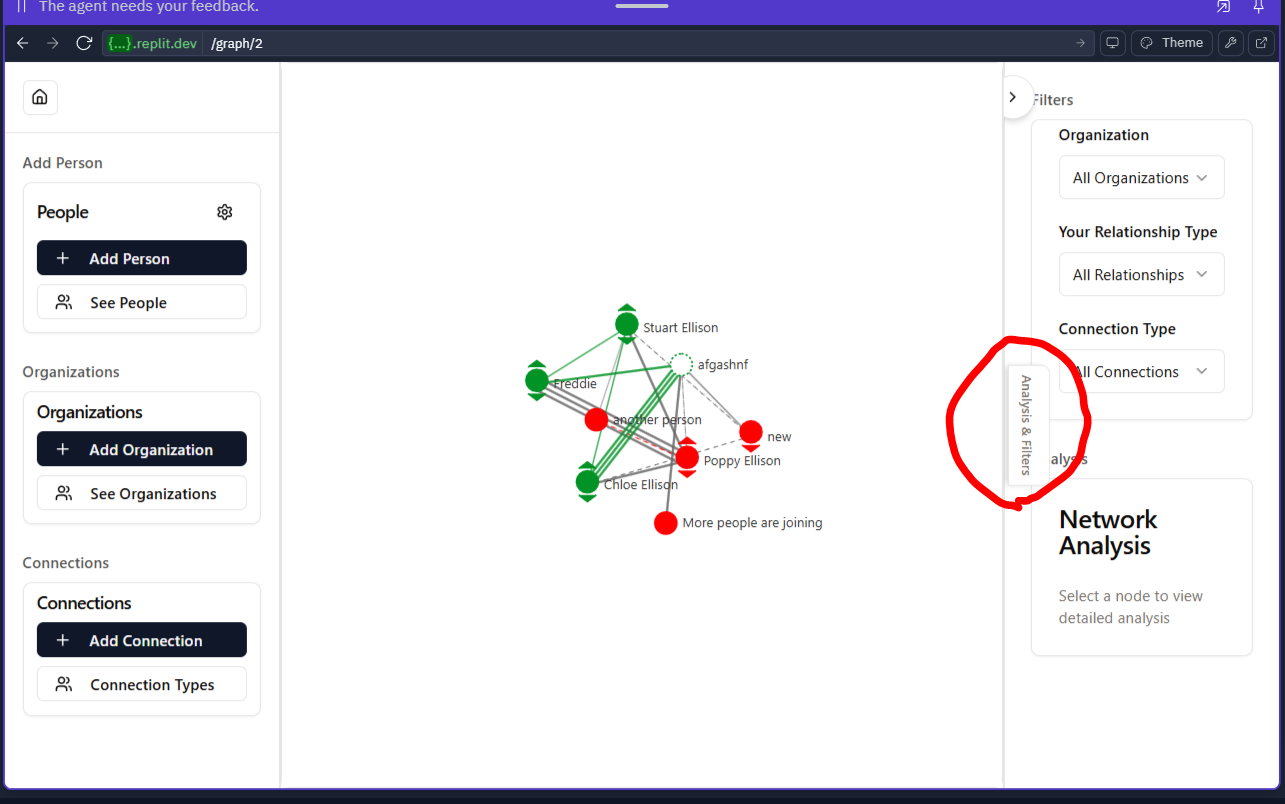 The agent needs your feedback.
{...}.replit.dev /graph/2
Theme
Add Person
People
Add Person
See People
Organizations
Organizations
Add Organization
See Organizations
Connections
Connections
Add Connection
Connection Types
Stuart Ellison
afgashnf
Freddie
another person
new
Poppy Ellison
Chloe Ellison
More people are joining
Filters
Organization
All Organizations
Your Relationship Type
All Relationships
Connection Type
All Connections
Analysis & Filters
alysis
Network
Analysis
Select a node to view
detailed analysis